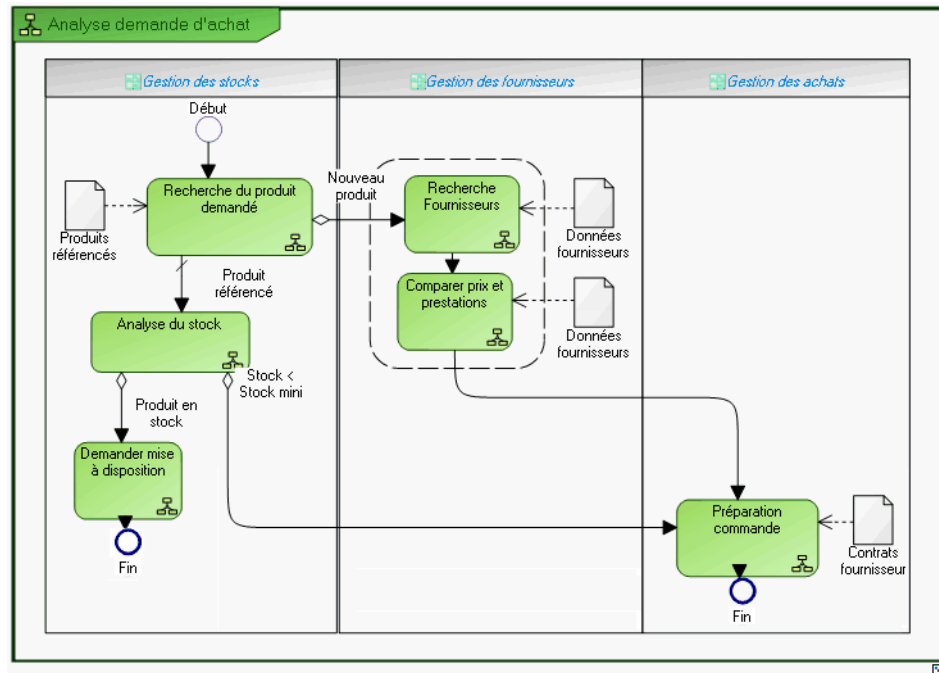 Analyse demande d'achat
Gestion des stocks
Gestion des fournisseurs
Gestion des achats
Début
Recherche du produit
demandé
Produits
référencés
Nouveau
produit
Recherche
Fournisseurs
Données
fournisseurs
Produit
référencé
Comparer prix et
prestations
Données
fournisseurs
Analyse du stock
Stock <
Stock mini
Produit en
stock
Demander mise
à disposition
Fin
Préparation
commande
Contrats
fournisseur
Fin